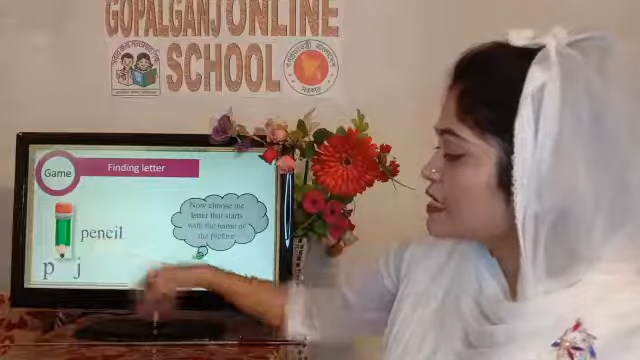 GOPALGANJ ONLINE
SCHOOL
Game
Finding letter
Now choose the
letter that starts
with the name of
the picture
pencil
p j